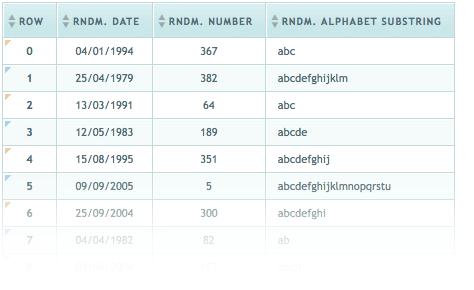 ROW RNDM. DATE RNDM. NUMBER RNDM. ALPHABET SUBSTRING
0 04/01/1994 367 abc
1 25/04/1979 382 abcdefghijklm
2 13/03/1991 64 abc
3 12/05/1983 189 abcde
4 15/08/1995 351 abcdefghij
5 09/09/2005 5 abcdefghijklmnopqrstu
6 25/09/2004 300 abcdefghi
7 04/04/1982 82 ab